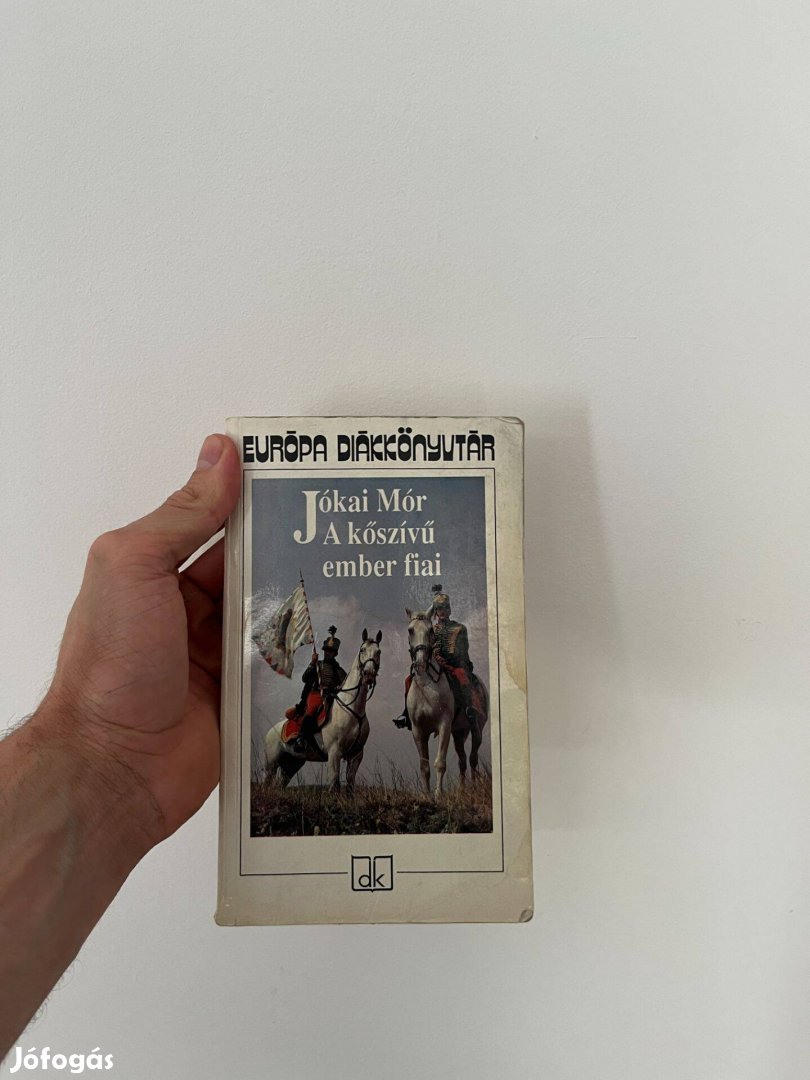 EURÓPA DIÁKKÖNYVTÁR
Jókai Mór
A kőszívű
ember fiai
dk
Jófogás